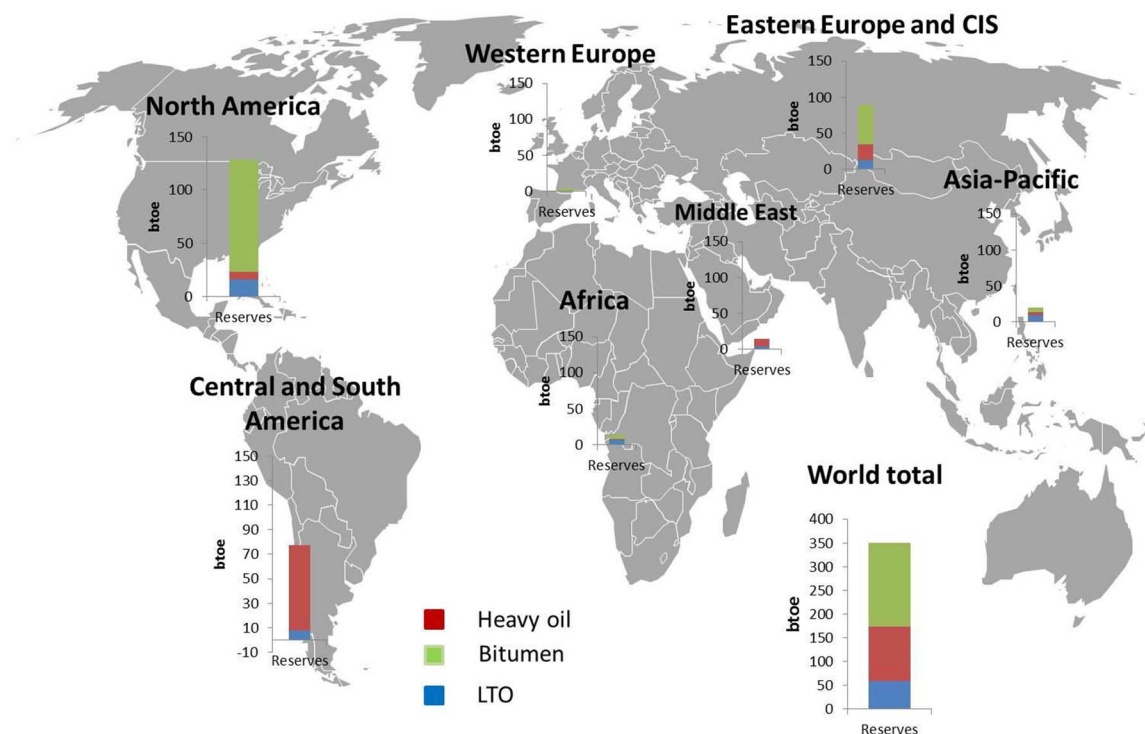 Eastern Europe and CIS
150
100
50
0
btoe
Reserves
Western Europe
150
100
50
0
btoe
Reserves
North America
150
100
50
0
btoe
Reserves
Asia-Pacific
150
100
50
0
btoe
Reserves
Middle East
150
100
50
0
btoe
Reserves
Africa
150
100
50
0
btoe
Reserves
Central and South
America
150
130
110
90
70
50
30
10
-10
btoe
Reserves
World total
400
350
300
250
200
150
100
50
0
btoe
Reserves
Heavy oil
Bitumen
LTO